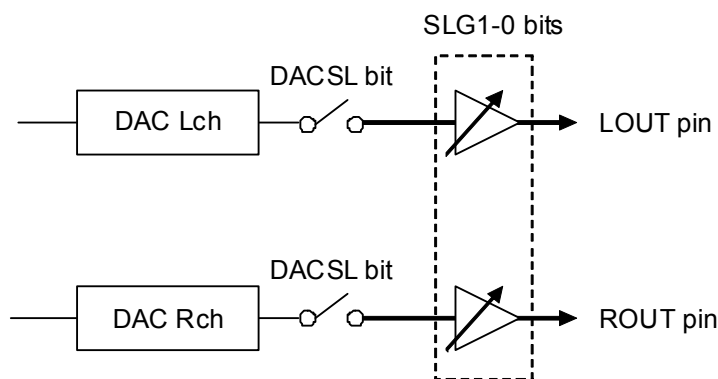 SLG1-0 bits
DACSL bit
DAC Lch
LOUT pin
DACSL bit
DAC Rch
ROUT pin